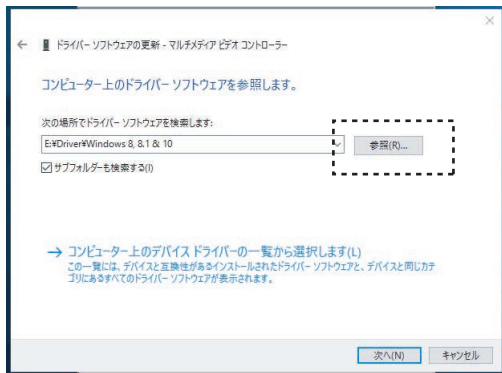 ドライバー ソフトウェアの更新 - マルチメディア ビデオ コントローラー
コンピューター上のドライバー ソフトウェアを参照します。
次の場所でドライバー ソフトウェアを検索します:
E:¥Driver¥Windows 8, 8.1 & 10
参照(R)...
サブフォルダーも検索する(I)
→ コンピューター上のデバイス ドライバーの一覧から選択します(L)
この一覧には、デバイスと互換性があるインストールされたドライバー ソフトウェアと、デバイスと同じカテ
ゴリにあるすべてのドライバー ソフトウェアが表示されます。
次へ(N)
キャンセル